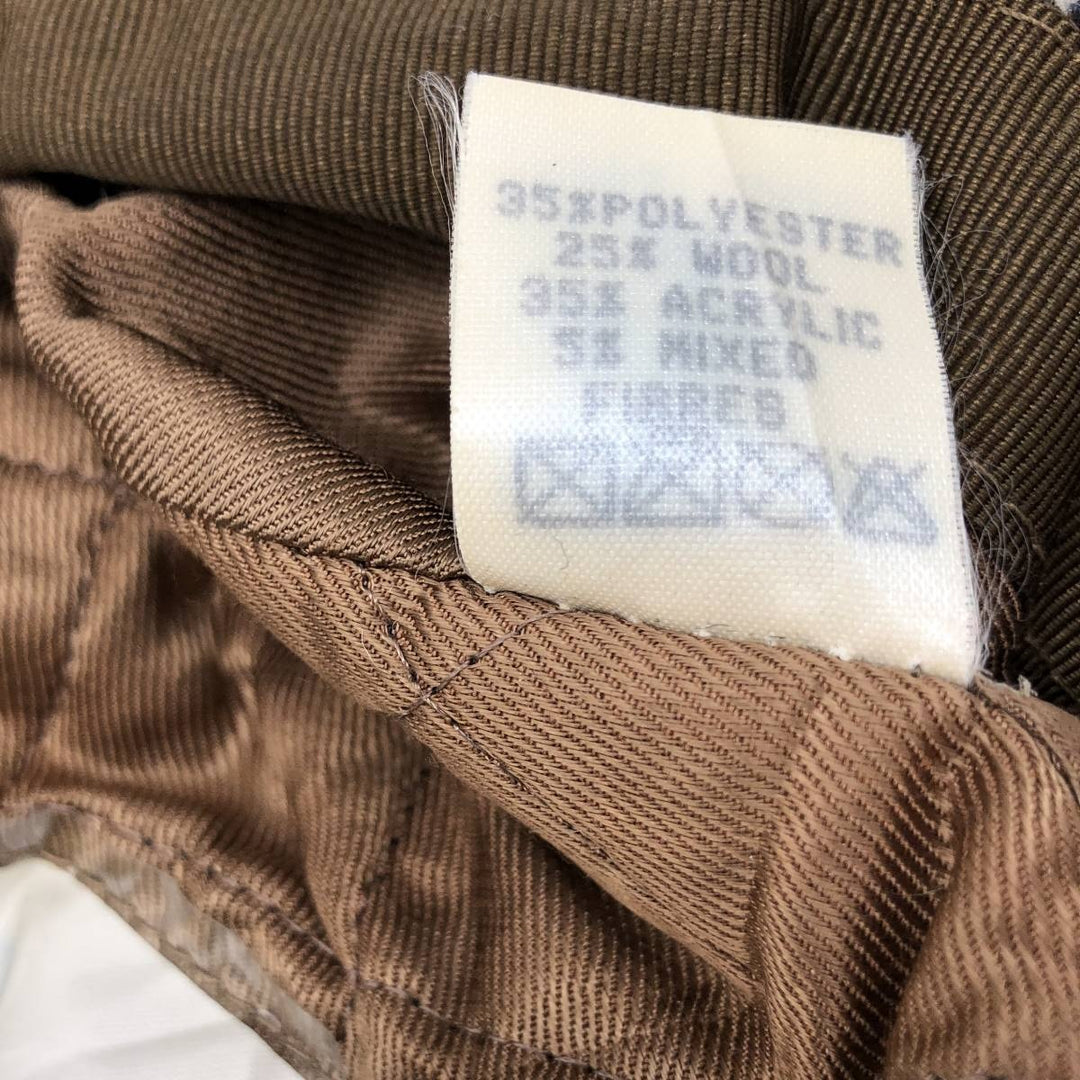 35%POLYESTER
25% WOOL
35% ACRYLIC
5% MIXED
FIBRES